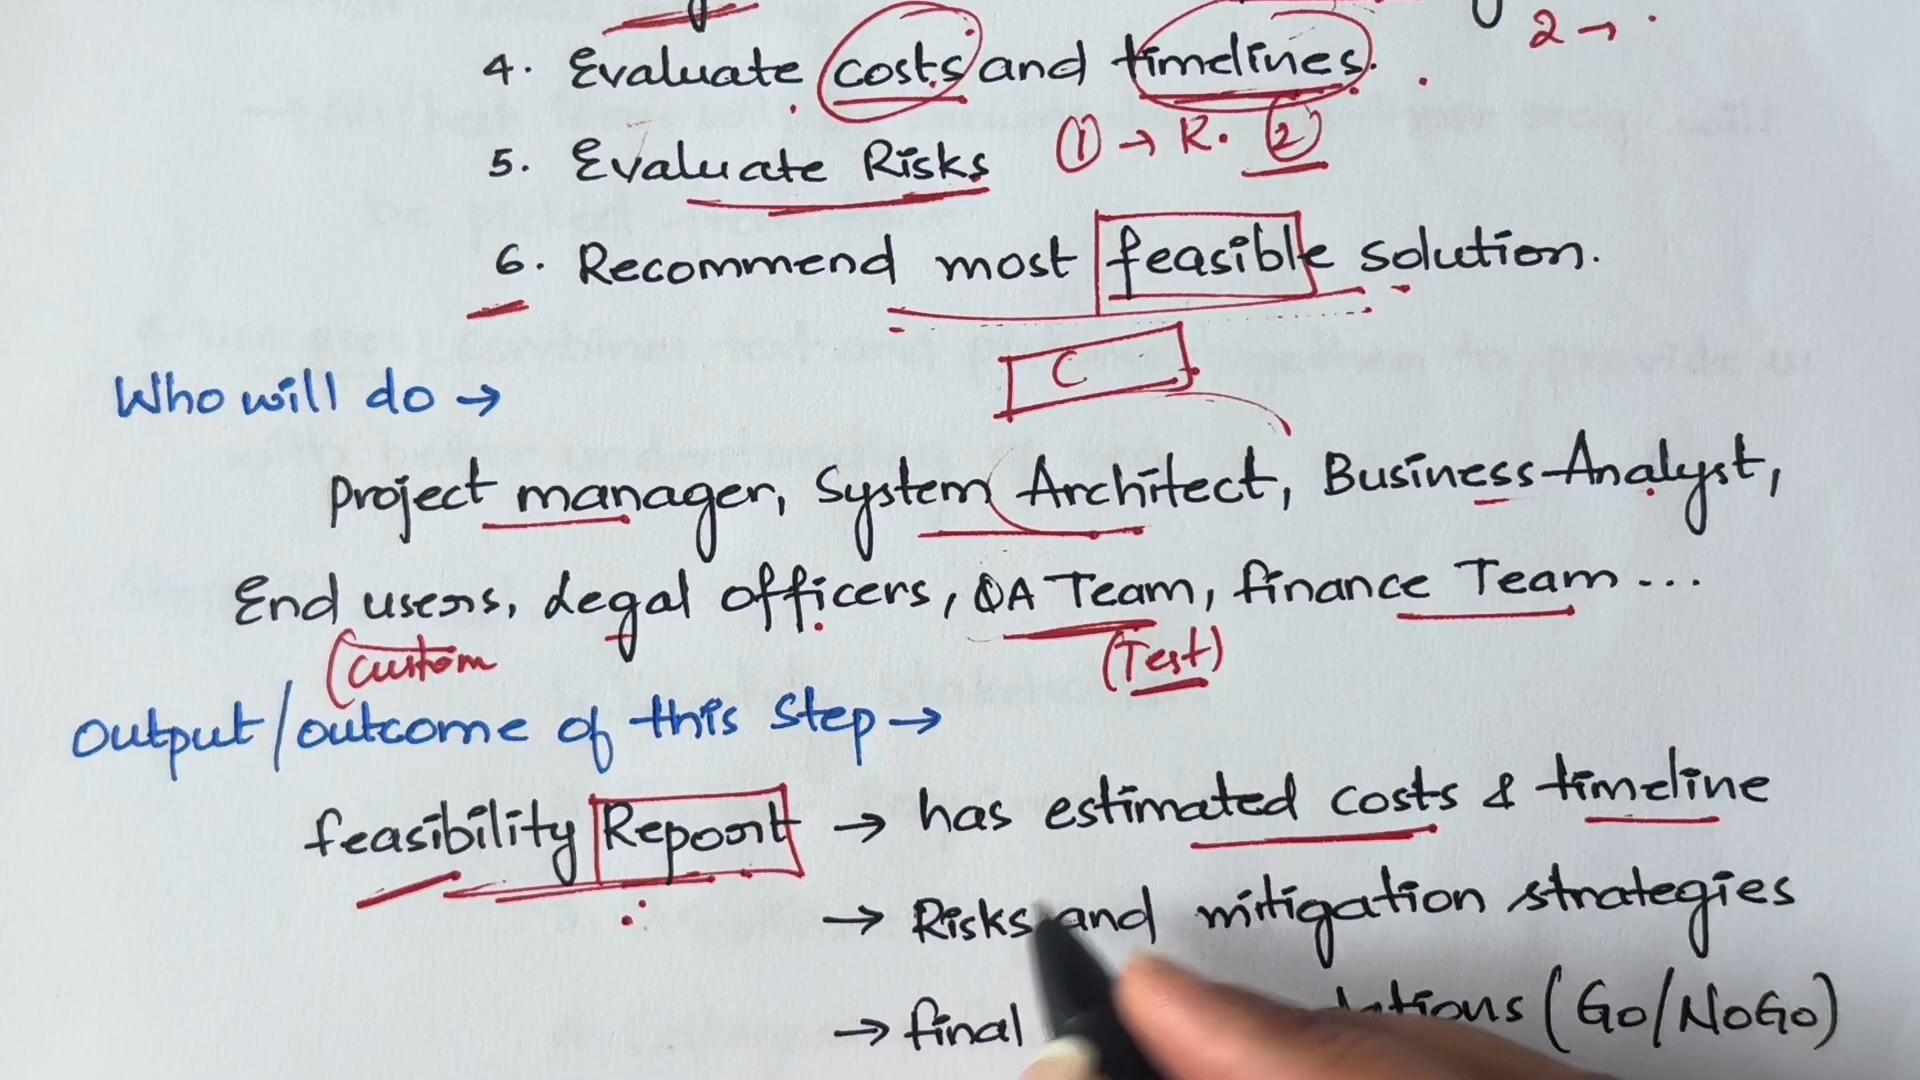 2 →
4. Evaluate costs and timelines.
① → R. ②
5. Evaluate Risks
6. Recommend most feasible solution.
C
Who will do →
Project manager, System Architect, Business Analyst,
End users, Legal officers, QA Team, finance Team ...
(custom
(Test)
Output/outcome of this step →
feasibility Report → has estimated costs & timeline
→ Risks and mitigation strategies
→ final (Go/NoGo)